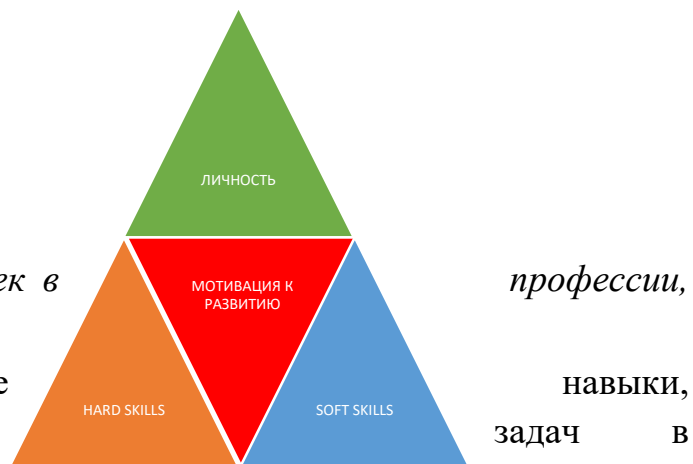 ЛИЧНОСТЬ
ек в профессии,
МОТИВАЦИЯ К
РАЗВИТИЮ
е навыки,
HARD SKILLS
SOFT SKILLS
задач в